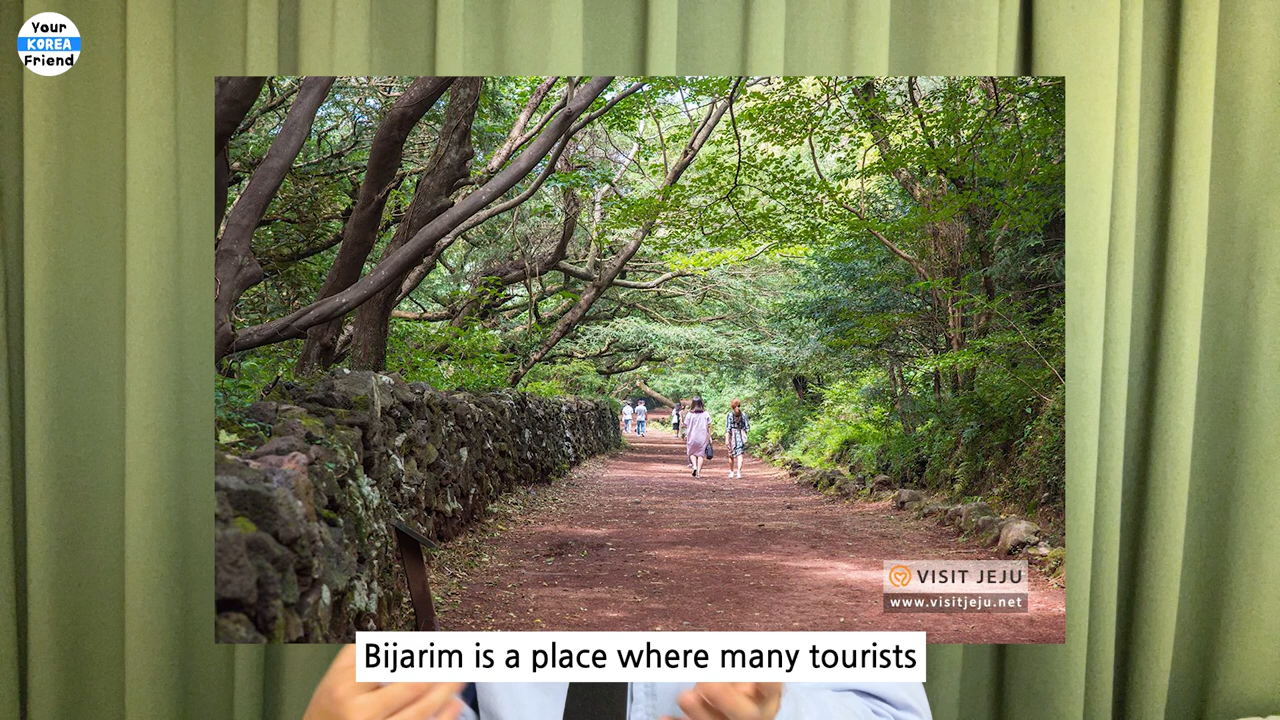 Your
KOREA
Friend
VISIT JEJU
www.visitjeju.net
Bijarim is a place where many tourists